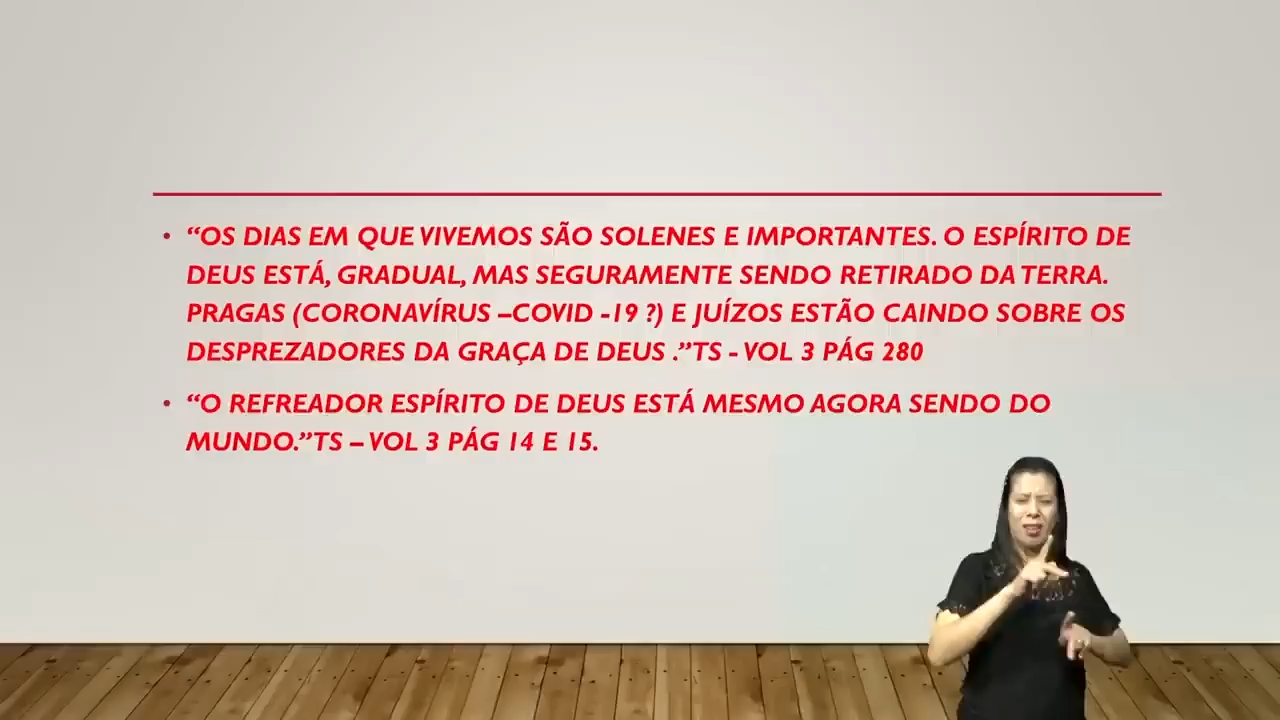 • “OS DIAS EM QUE VIVEMOS SÃO SOLENES E IMPORTANTES. O ESPÍRITO DE
DEUS ESTÁ, GRADUAL, MAS SEGURAMENTE SENDO RETIRADO DA TERRA.
PRAGAS (CORONAVÍRUS –COVID -19 ?) E JUÍZOS ESTÃO CAINDO SOBRE OS
DESPREZADORES DA GRAÇA DE DEUS .”TS - VOL 3 PÁG 280
• “O REFREADOR ESPÍRITO DE DEUS ESTÁ MESMO AGORA SENDO DO
MUNDO.”TS – VOL 3 PÁG 14 E 15.